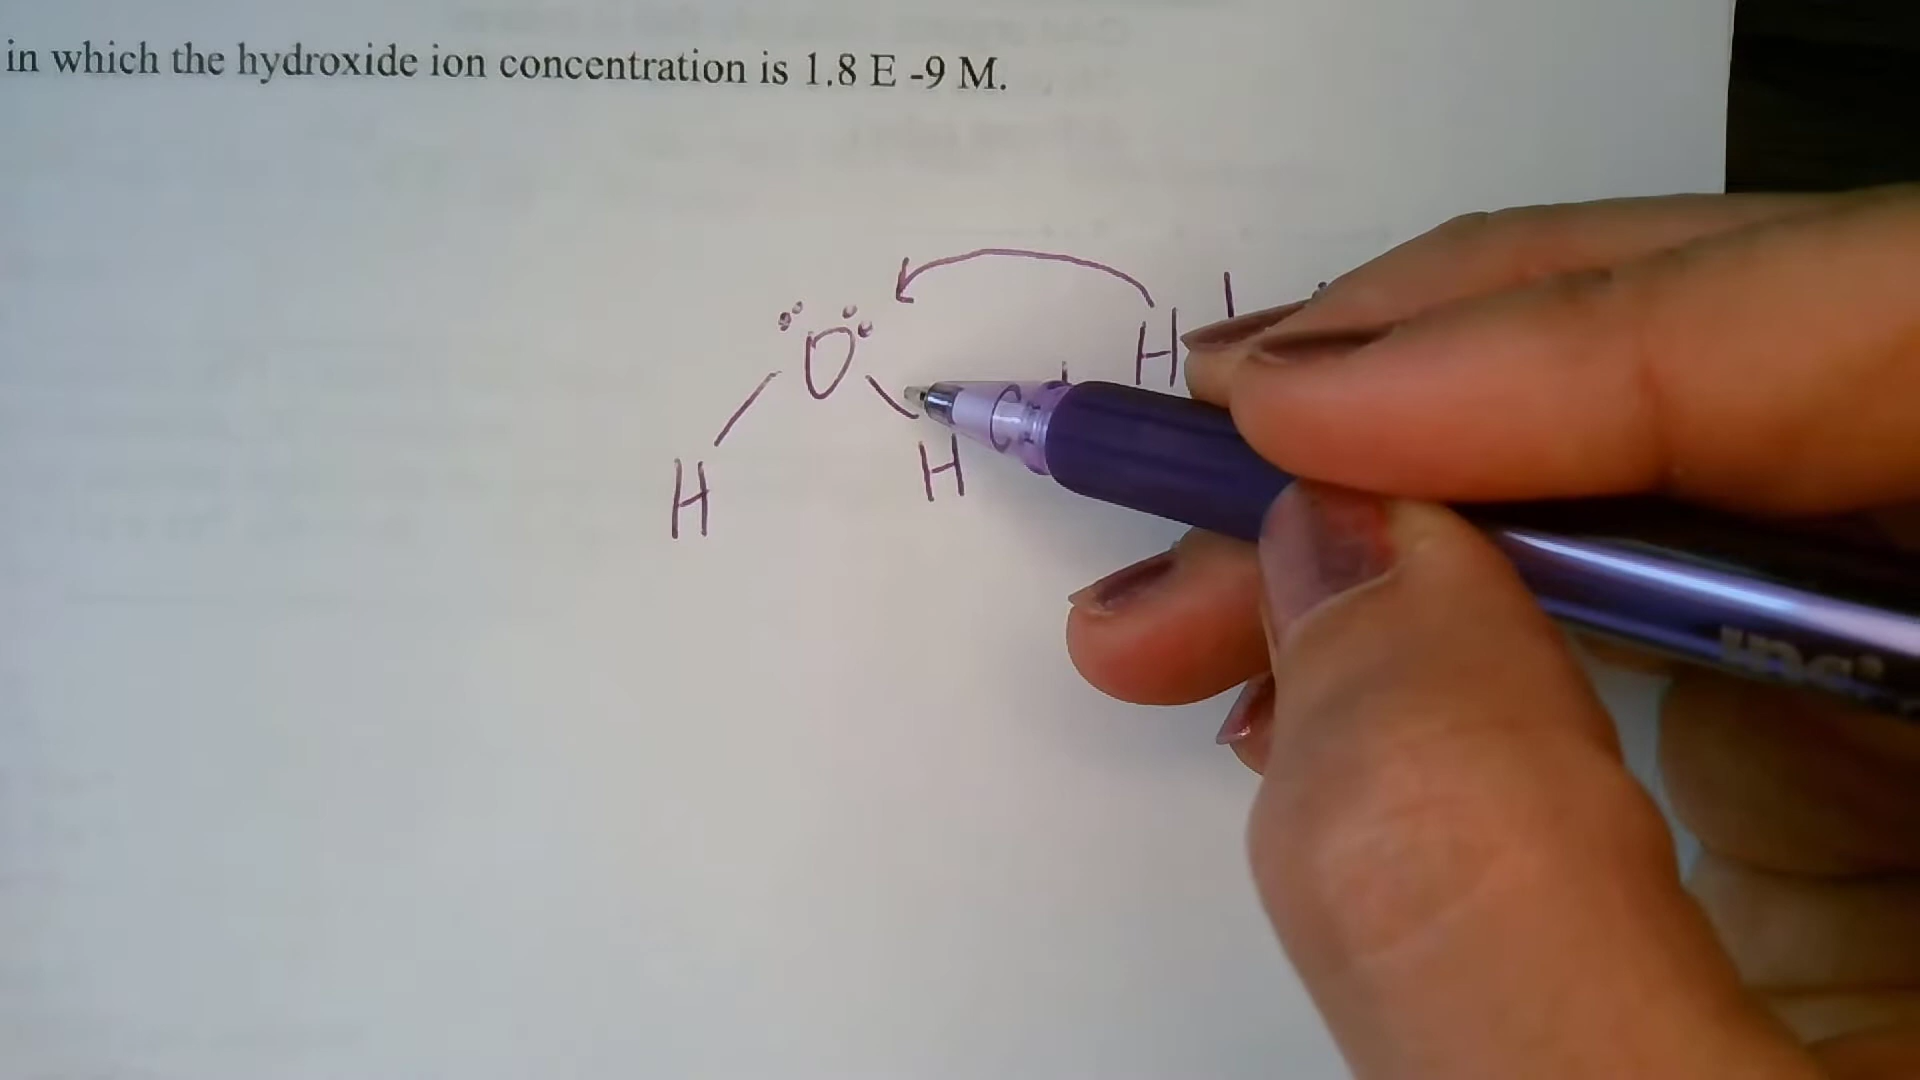 in which the hydroxide ion concentration is 1.8 E -9 M.
O H
H H